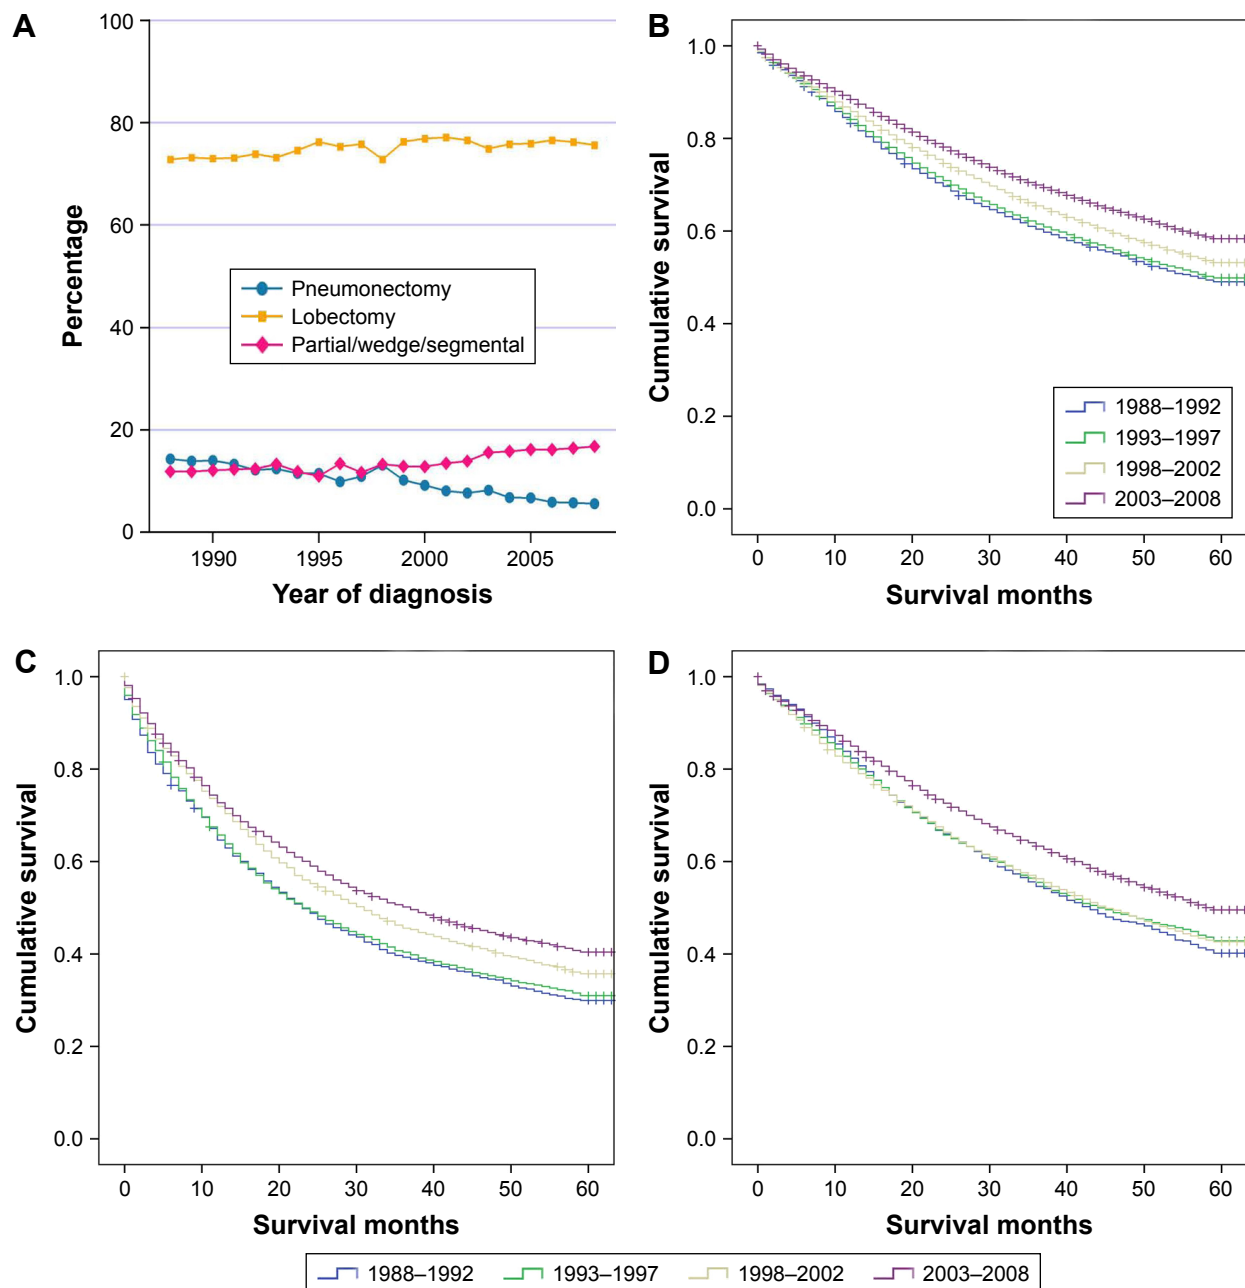 A
100
80
60
40
20
0
Percentage
Pneumonectomy
Lobectomy
Partial/wedge/segmental
1990 1995 2000 2005
Year of diagnosis
B
1.0
0.8
0.6
0.4
0.2
0.0
Cumulative survival
1988–1992
1993–1997
1998–2002
2003–2008
0 10 20 30 40 50 60
Survival months
C
1.0
0.8
0.6
0.4
0.2
0.0
Cumulative survival
0 10 20 30 40 50 60
Survival months
D
1.0
0.8
0.6
0.4
0.2
0.0
Cumulative survival
0 10 20 30 40 50 60
Survival months
1988–1992 1993–1997 1998–2002 2003–2008